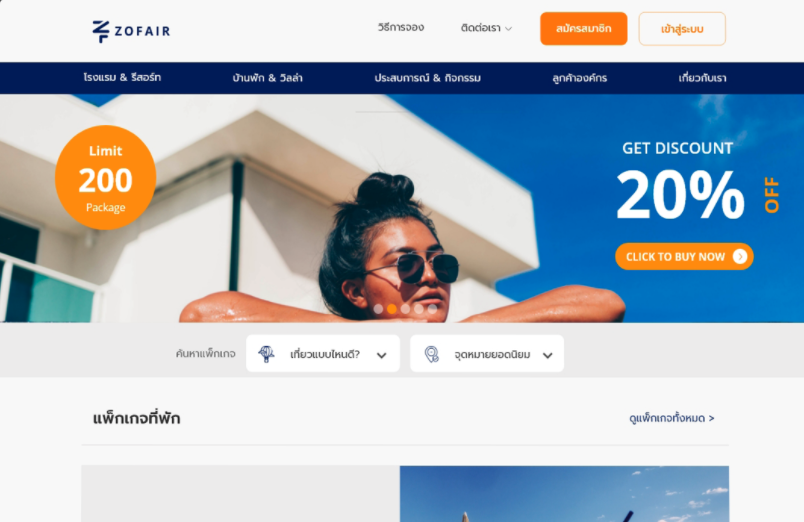 ZOFAIR
วิธีการจอง
ติดต่อเรา
สมัครสมาชิก
เข้าสู่ระบบ
โรงแรม & รีสอร์ท
บ้านพัก & วิลล่า
ประสบการณ์ & กิจกรรม
ลูกค้าองค์กร
เกี่ยวกับเรา
Limit
200
Package
GET DISCOUNT
20%
OFF
CLICK TO BUY NOW
ค้นหาแพ็กเกจ
เที่ยวแบบไหนดี?
จุดหมายยอดนิยม
แพ็กเกจที่พัก
ดูแพ็กเกจทั้งหมด >